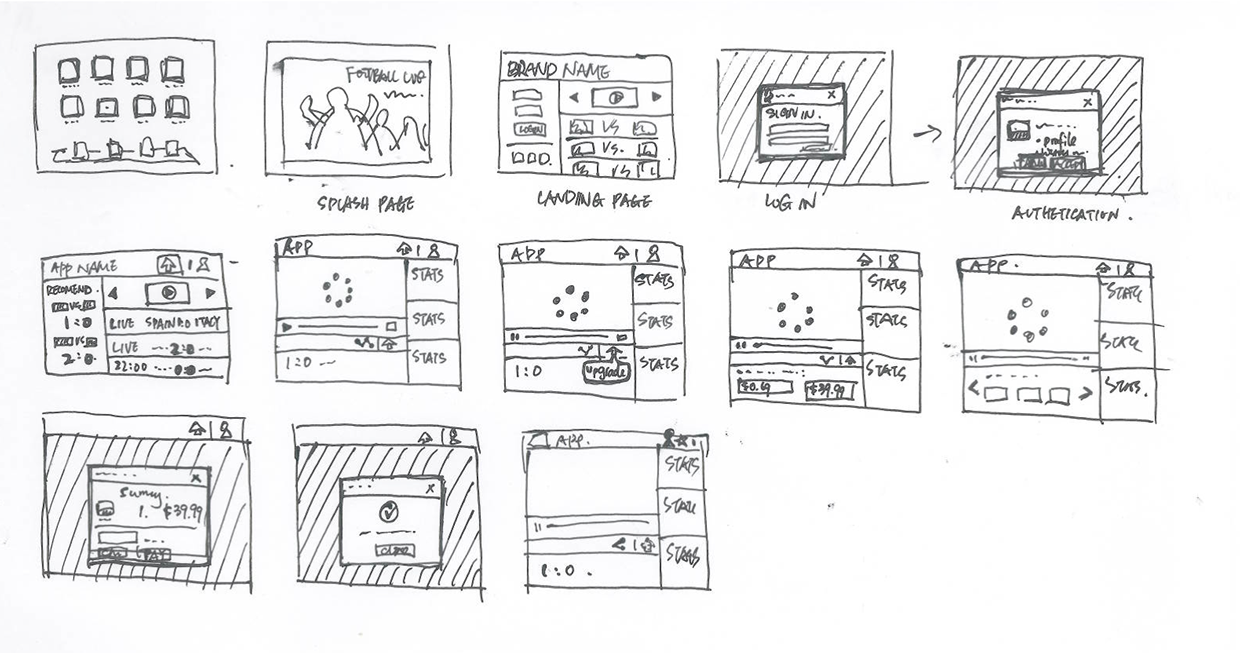 FOOTBALL CUP
SPLASH PAGE
BRAND NAME
LOGIN
VS
VS.
VS
LANDING PAGE
SIGN IN.
LOG IN
profile
AUTHETICATION.
APP NAME
RECOMEND.
VS
1:0
VS
2:0.
LIVE SPAIN RO ITALY
LIVE 2:0
22:00 0:0
APP
STATS
STATS
STATS
1:0
APP
STATS
STATS
STATS
1:0
upgrade
APP
STATS
STATS
STATS
$0.69 $39.99
APP.
STATS
STATS
STATS.
1. $39.99
PAY
APP.
STATS
STATS
STATS
1:0.